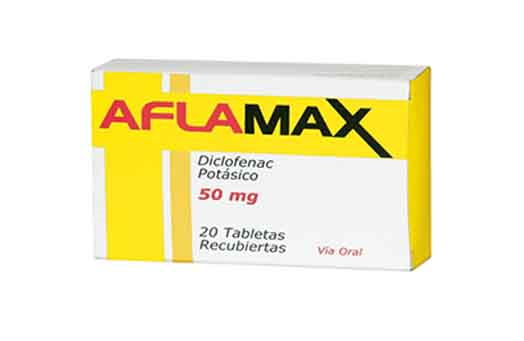 AFLAMAX
Diclofenac
Potásico
50 mg
20 Tabletas
Recubiertas
Vía Oral